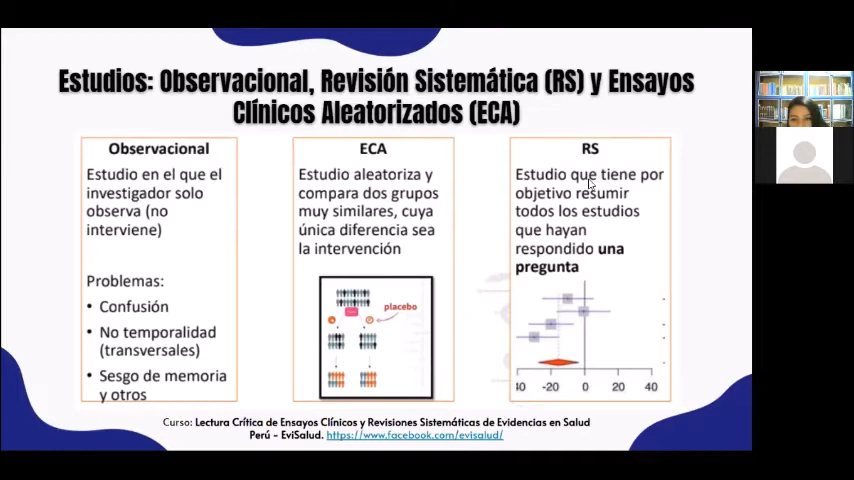 Estudios: Observacional, Revisión Sistemática (RS) y Ensayos
Clínicos Aleatorizados (ECA)
Observacional
Estudio en el que el
investigador solo
observa (no
interviene)
Problemas:
• Confusión
• No temporalidad
(transversales)
• Sesgo de memoria
y otros
ECA
Estudio aleatoriza y
compara dos grupos
muy similares, cuya
única diferencia sea
la intervención
placebo
RS
Estudio que tiene por
objetivo resumir
todos los estudios
que hayan
respondido una
pregunta
40 -20 0 20 40
Curso: Lectura Crítica de Ensayos Clínicos y Revisiones Sistemáticas de Evidencias en Salud
Perú - EviSalud. https://www.facebook.com/evisalud/